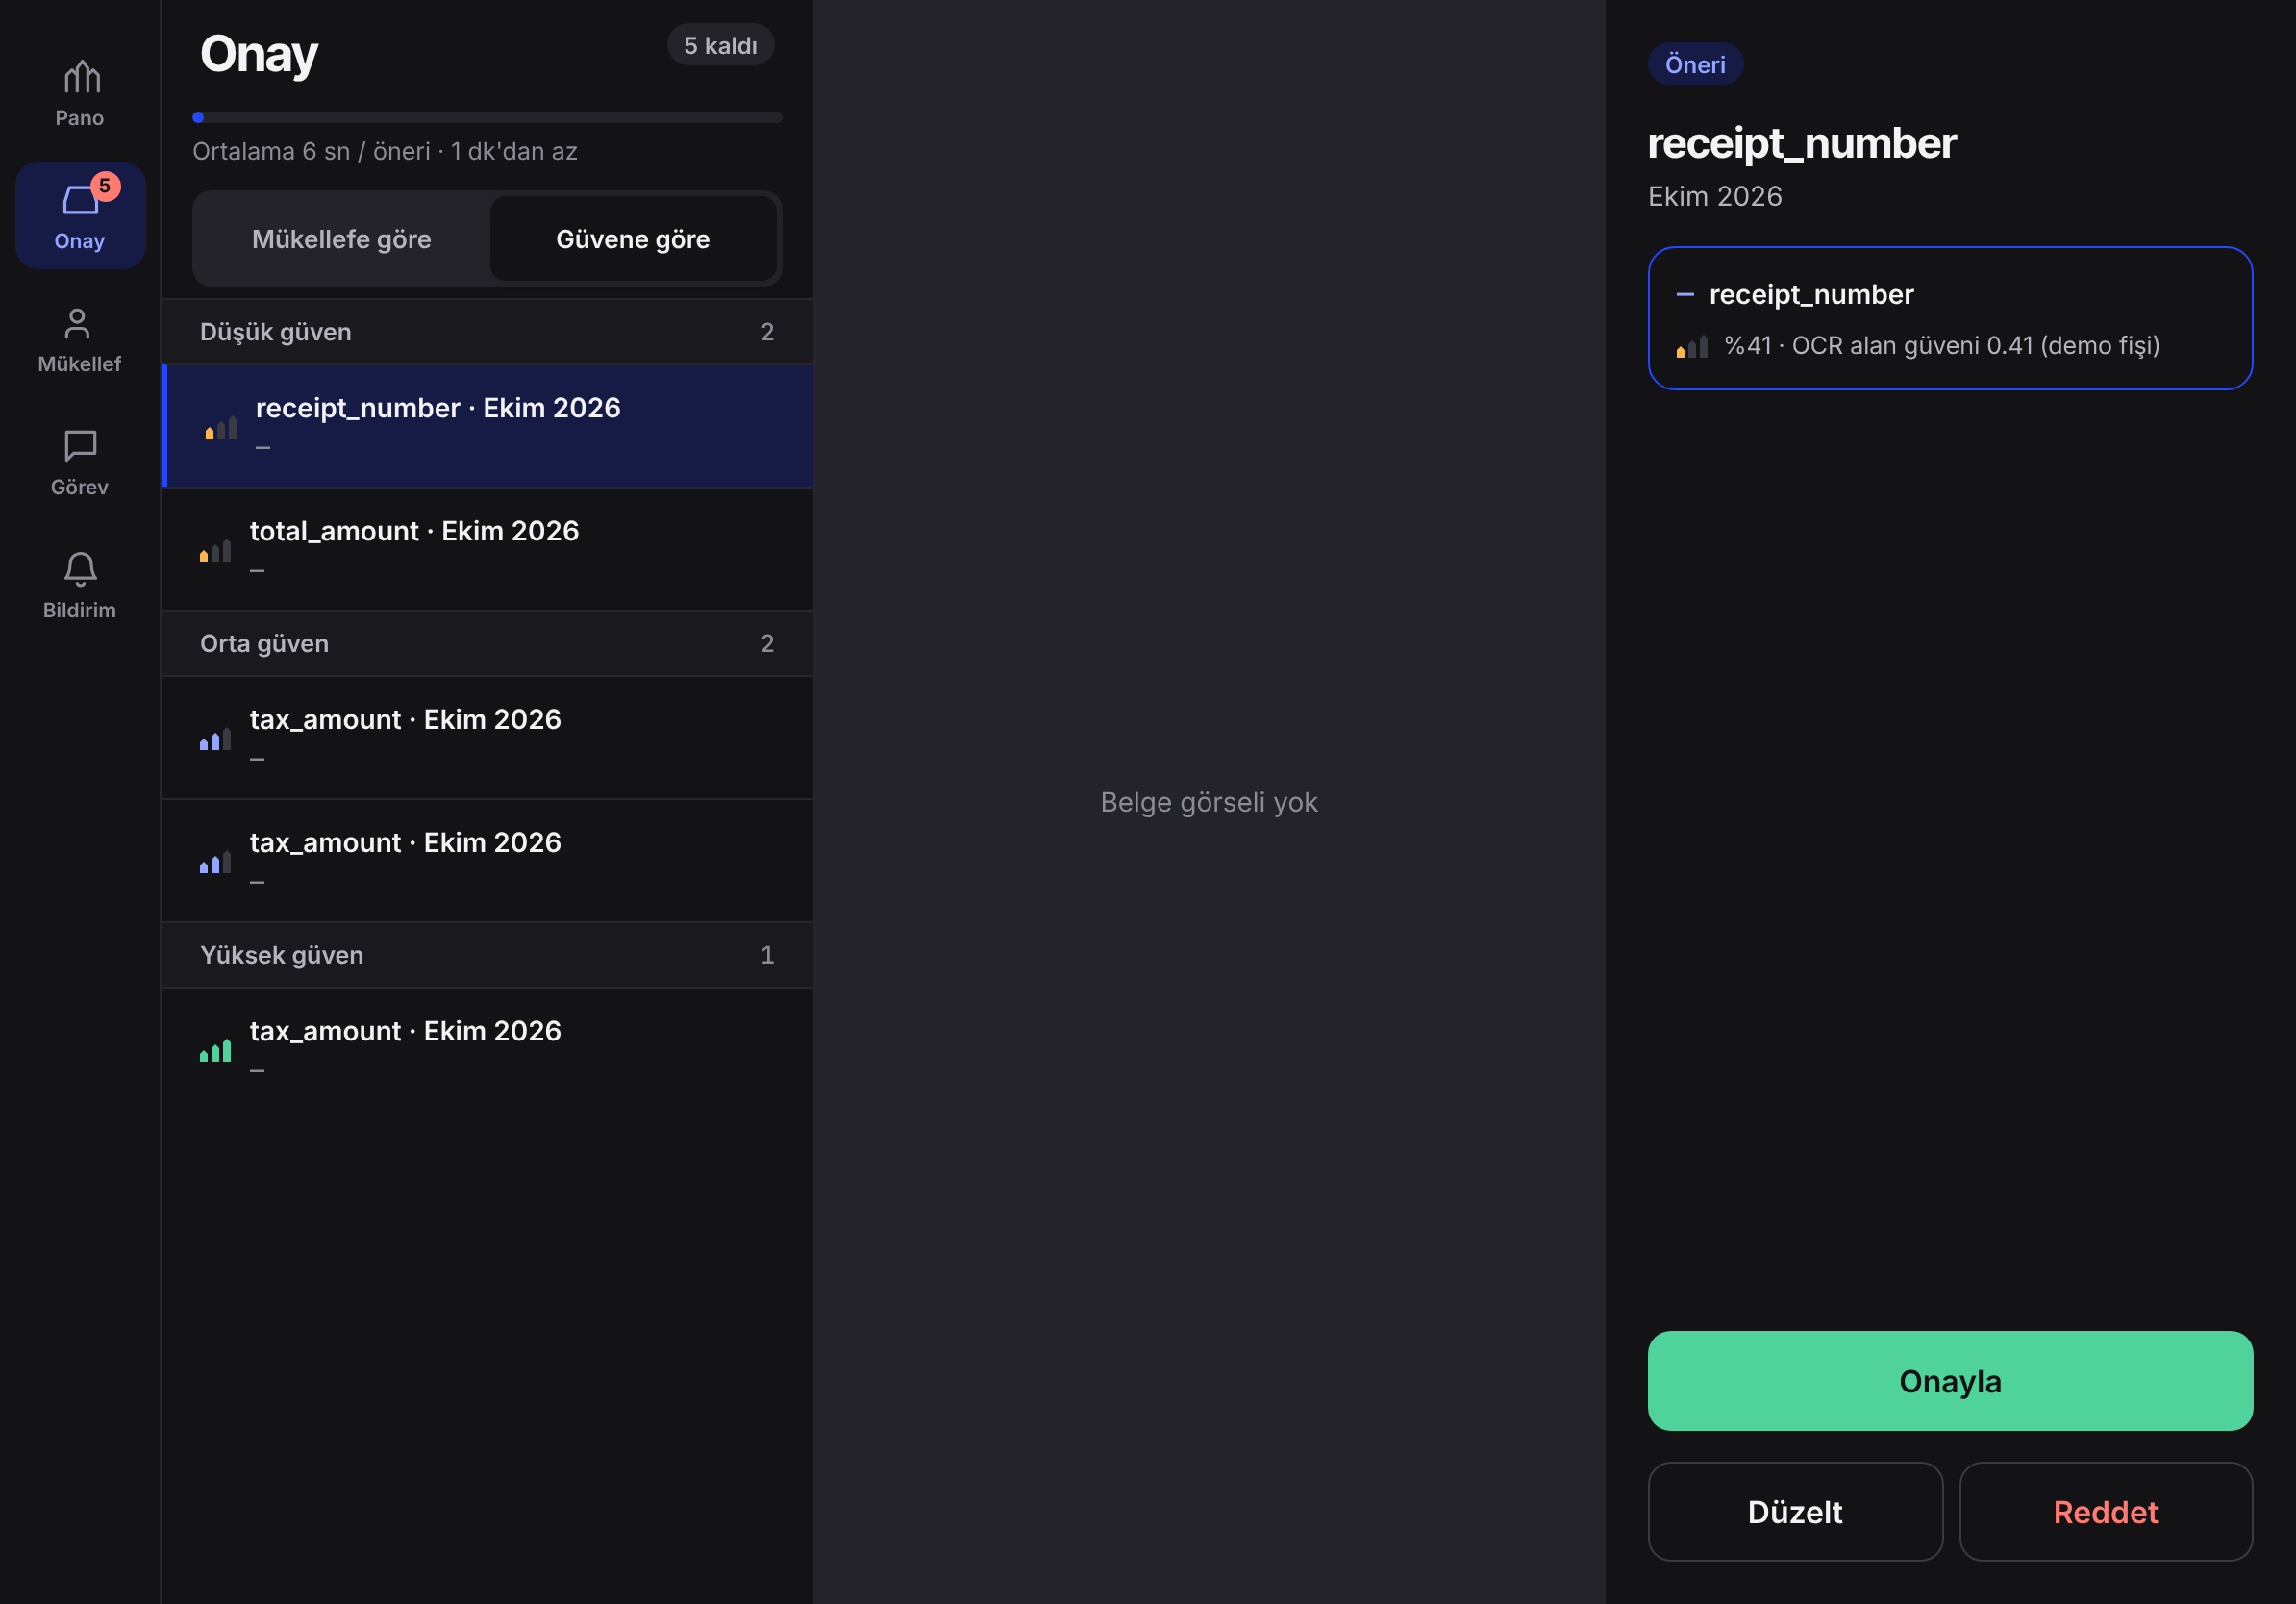 Pano
5
Onay
Mükellef
Görev
Bildirim
Onay
5 kaldı
Ortalama 6 sn / öneri · 1 dk'dan az
Mükellefe göre
Güvene göre
Düşük güven 2
receipt_number · Ekim 2026
—
total_amount · Ekim 2026
—
Orta güven 2
tax_amount · Ekim 2026
—
tax_amount · Ekim 2026
—
Yüksek güven 1
tax_amount · Ekim 2026
—
Belge görseli yok
Öneri
receipt_number
Ekim 2026
— receipt_number
%41 · OCR alan güveni 0.41 (demo fişi)
Onayla
Düzelt
Reddet